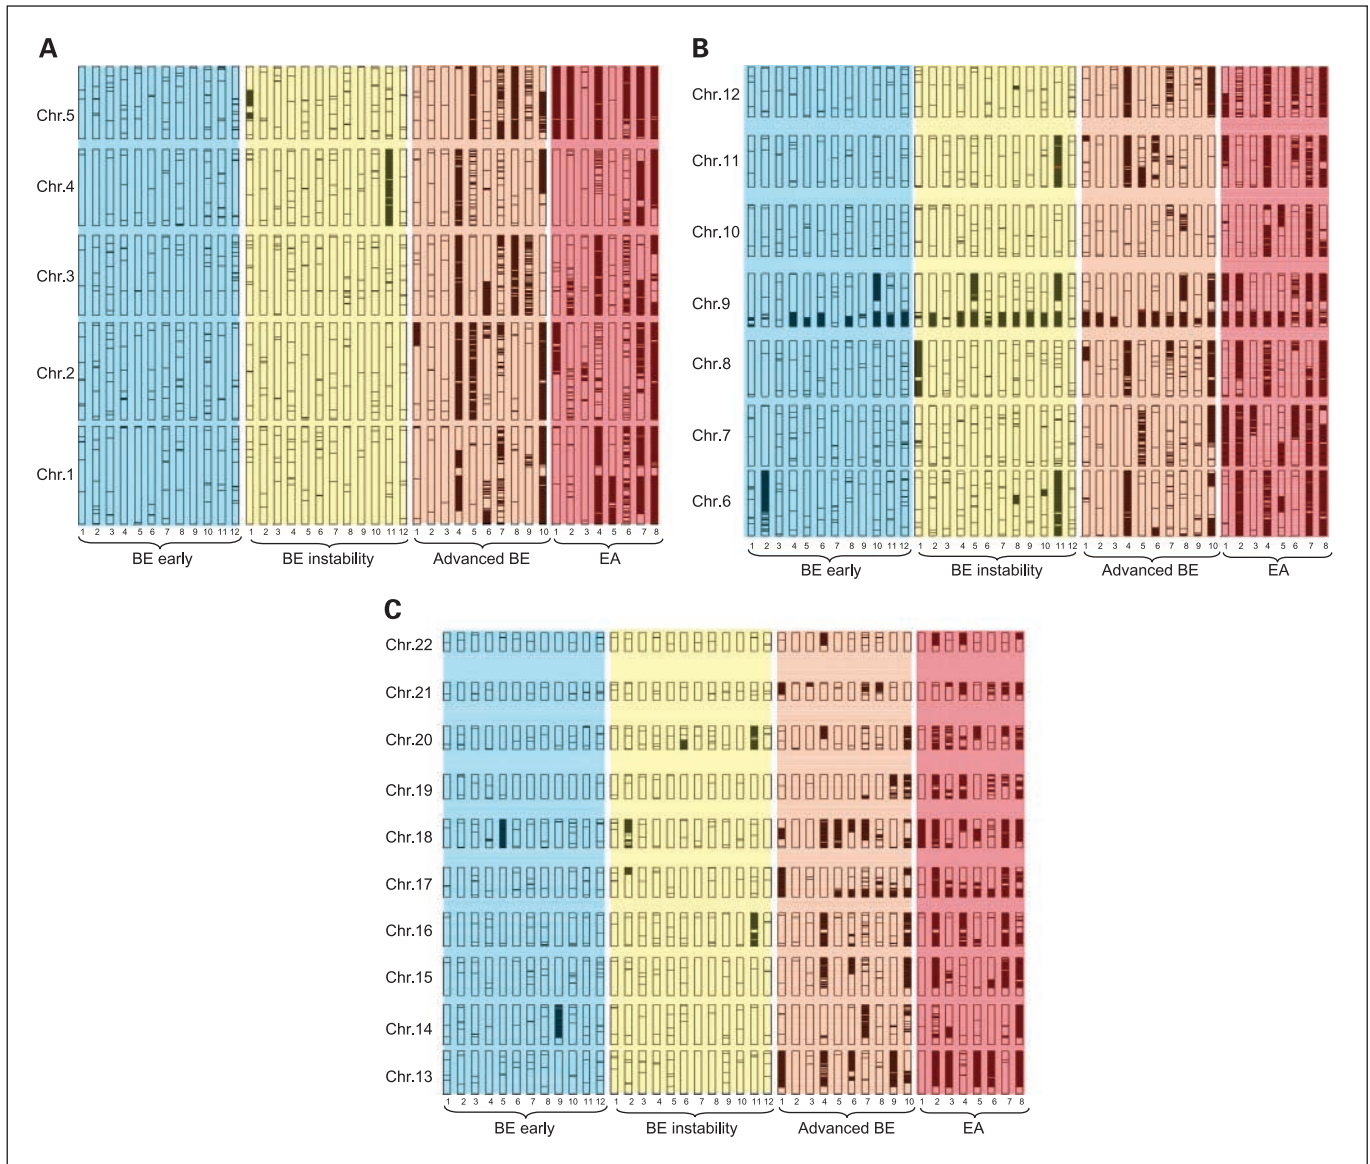 A
Chr.5
Chr.4
Chr.3
Chr.2
Chr.1
1 2 3 4 5 6 7 8 9 10 11 12 1 2 3 4 5 6 7 8 9 10 11 12 1 2 3 4 5 6 7 8 9 10 1 2 3 4 5 6 7 8
BE early BE instability Advanced BE EA
B
Chr.12
Chr.11
Chr.10
Chr.9
Chr.8
Chr.7
Chr.6
1 2 3 4 5 6 7 8 9 10 11 12 1 2 3 4 5 6 7 8 9 10 11 12 1 2 3 4 5 6 7 8 9 10 1 2 3 4 5 6 7 8
BE early BE instability Advanced BE EA
C
Chr.22
Chr.21
Chr.20
Chr.19
Chr.18
Chr.17
Chr.16
Chr.15
Chr.14
Chr.13
1 2 3 4 5 6 7 8 9 10 11 12 1 2 3 4 5 6 7 8 9 10 11 12 1 2 3 4 5 6 7 8 9 10 1 2 3 4 5 6 7 8
BE early BE instability Advanced BE EA